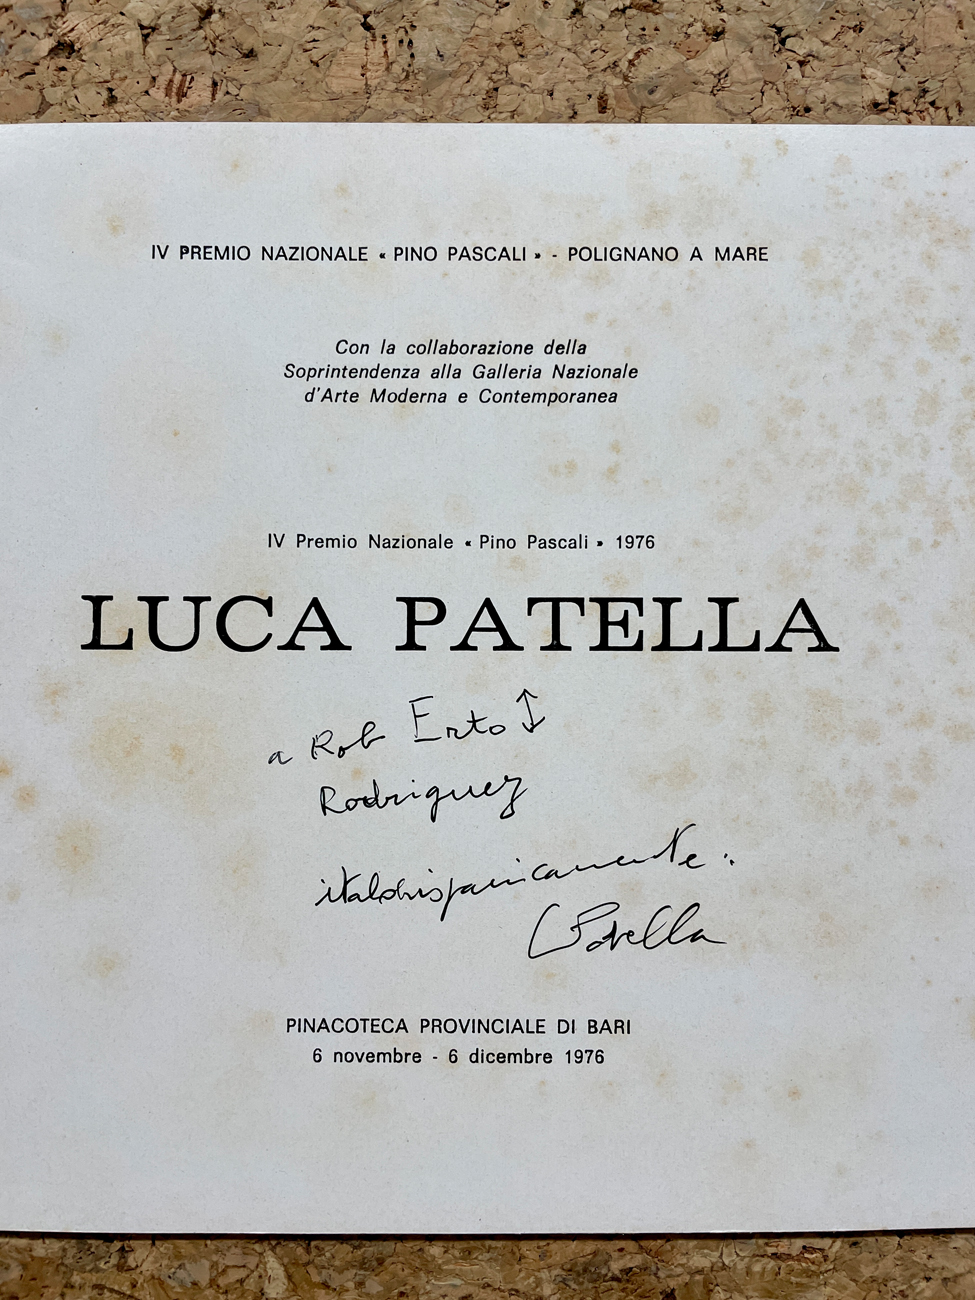 IV PREMIO NAZIONALE « PINO PASCALI » - POLIGNANO A MARE
Con la collaborazione della
Soprintendenza alla Galleria Nazionale
d'Arte Moderna e Contemporanea
IV Premio Nazionale « Pino Pascali » 1976
LUCA PATELLA
a Rob Erto ↕
Rodriguez
italohispanicamente :.
LPatella
PINACOTECA PROVINCIALE DI BARI
6 novembre - 6 dicembre 1976